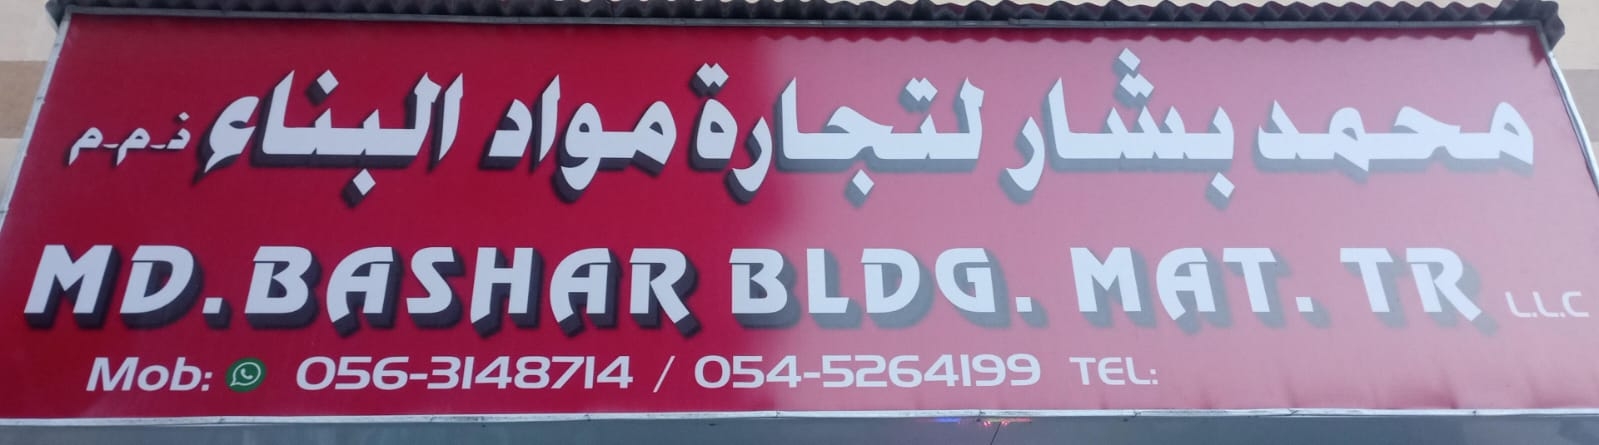 محمد بشار لتجارة مواد البناء ذ.م.م
MD. BASHAR BLDG. MAT. TR L.L.C
Mob: 056-3148714 / 054-5264199 TEL: